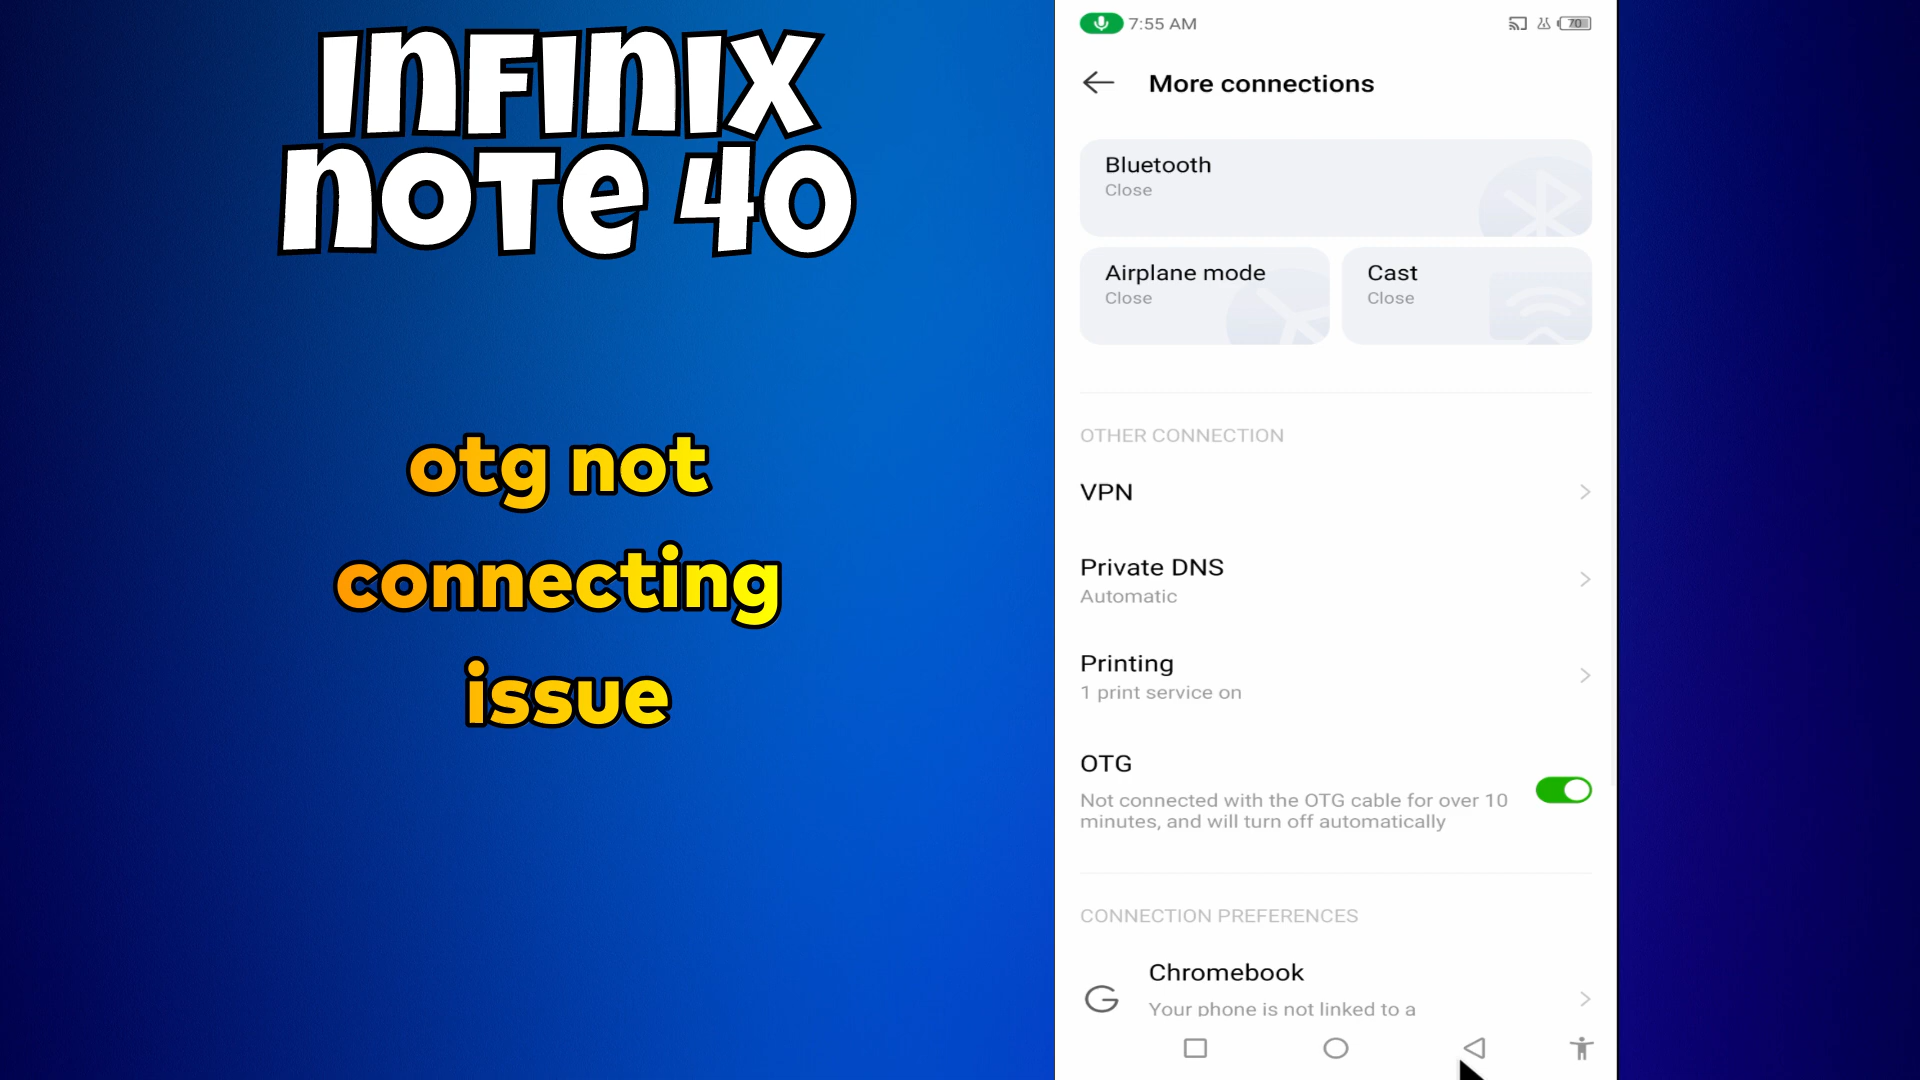 INFINIX
NOTE 40
otg not
connecting
issue
7:55 AM
70
More connections
Bluetooth
Close
Airplane mode
Close
Cast
Close
OTHER CONNECTION
VPN
Private DNS
Automatic
Printing
1 print service on
OTG
Not connected with the OTG cable for over 10
minutes, and will turn off automatically
CONNECTION PREFERENCES
Chromebook
Your phone is not linked to a